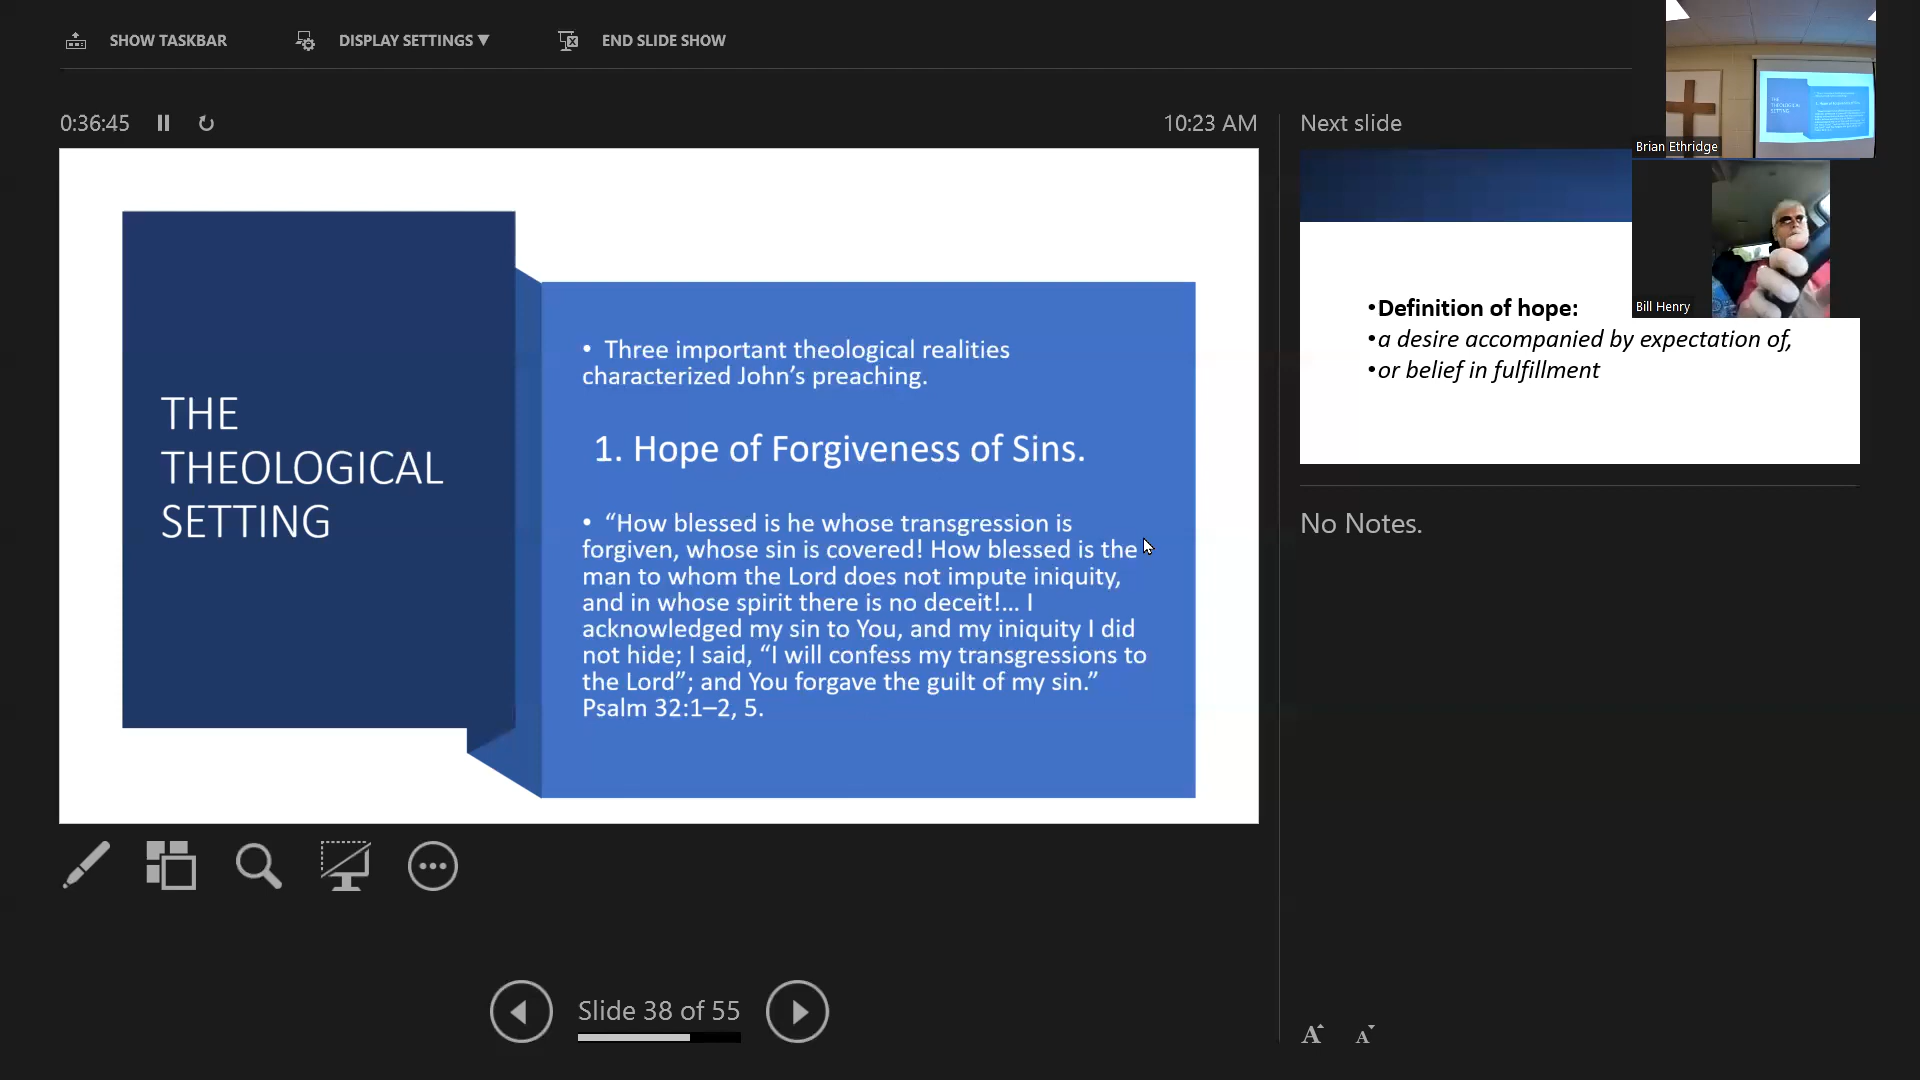 SHOW TASKBAR DISPLAY SETTINGS ▼ END SLIDE SHOW
0:36:45 10:23 AM
THE
THEOLOGICAL
SETTING
• Three important theological realities
characterized John’s preaching.
1. Hope of Forgiveness of Sins.
• “How blessed is he whose transgression is
forgiven, whose sin is covered! How blessed is the
man to whom the Lord does not impute iniquity,
and in whose spirit there is no deceit!... I
acknowledged my sin to You, and my iniquity I did
not hide; I said, “I will confess my transgressions to
the Lord”; and You forgave the guilt of my sin.”
Psalm 32:1–2, 5.
Slide 38 of 55
Next slide
•Definition of hope:
•a desire accompanied by expectation of,
•or belief in fulfillment
No Notes.
A A
THE
THEOLOGICAL
SETTING
Brian Ethridge
Bill Henry